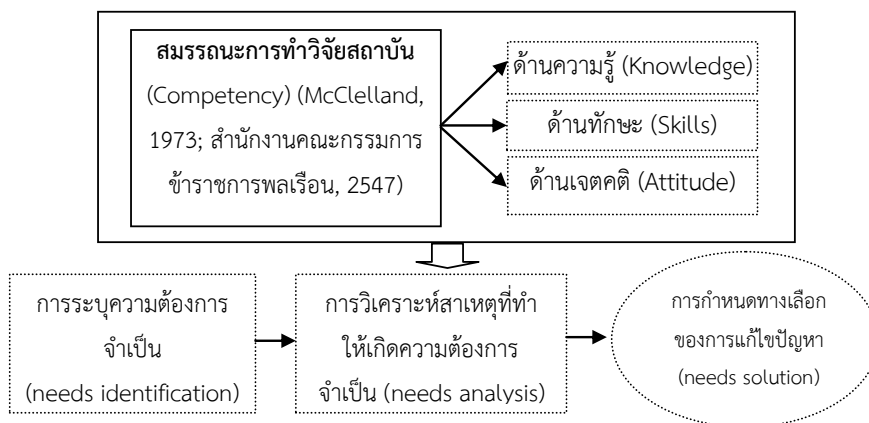 สมรรถนะการทำวิจัยสถาบัน
(Competency) (McClelland,
1973; สำนักงานคณะกรรมการ
ข้าราชการพลเรือน, 2547)
ด้านความรู้ (Knowledge)
ด้านทักษะ (Skills)
ด้านเจตคติ (Attitude)
การระบุความต้องการ
จำเป็น
(needs identification)
การวิเคราะห์สาเหตุที่ทำ
ให้เกิดความต้องการ
จำเป็น (needs analysis)
การกำหนดทางเลือก
ของการแก้ไขปัญหา
(needs solution)